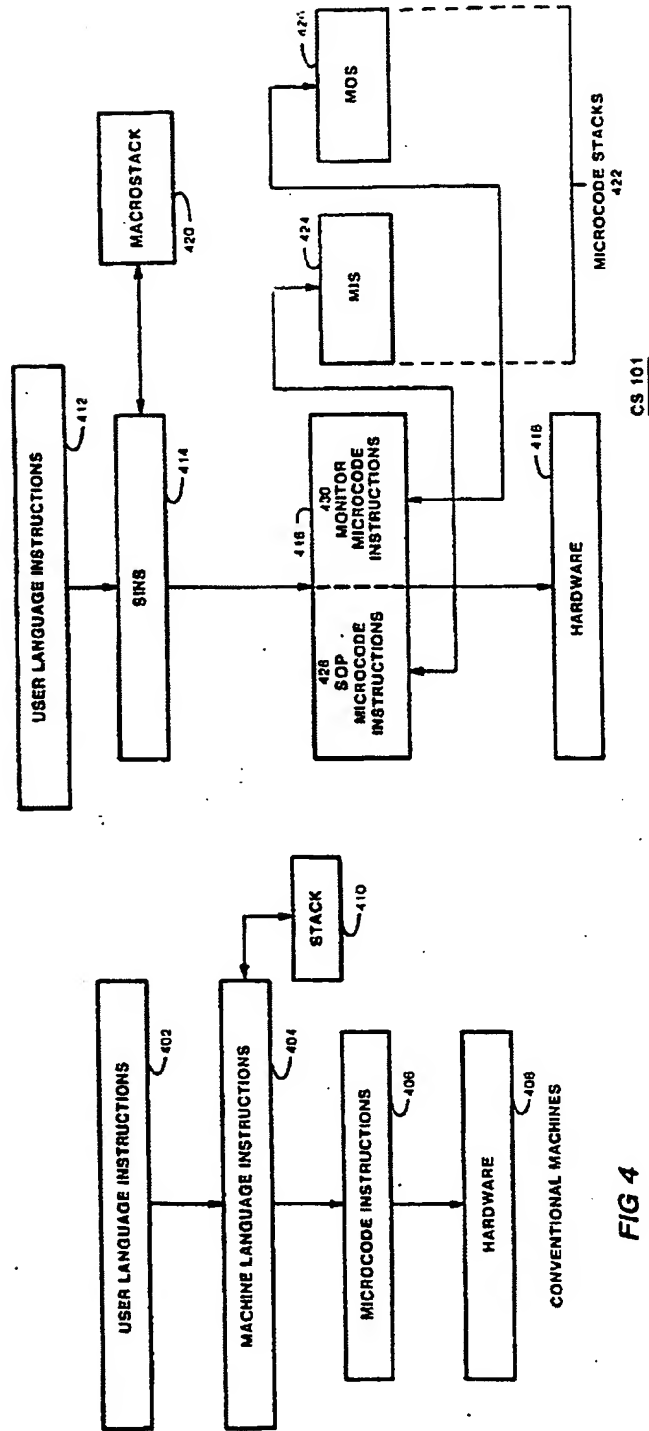 USER LANGUAGE INSTRUCTIONS
402
MACHINE LANGUAGE INSTRUCTIONS
404
STACK
410
MICROCODE INSTRUCTIONS
406
HARDWARE
408
CONVENTIONAL MACHINES
FIG 4
USER LANGUAGE INSTRUCTIONS
412
SINS
414
MACROSTACK
420
428
SOP
MICROCODE
INSTRUCTIONS
416
430
MONITOR
MICROCODE
INSTRUCTIONS
MIS
424
MOS
MICROCODE STACKS
422
HARDWARE
418
CS 101